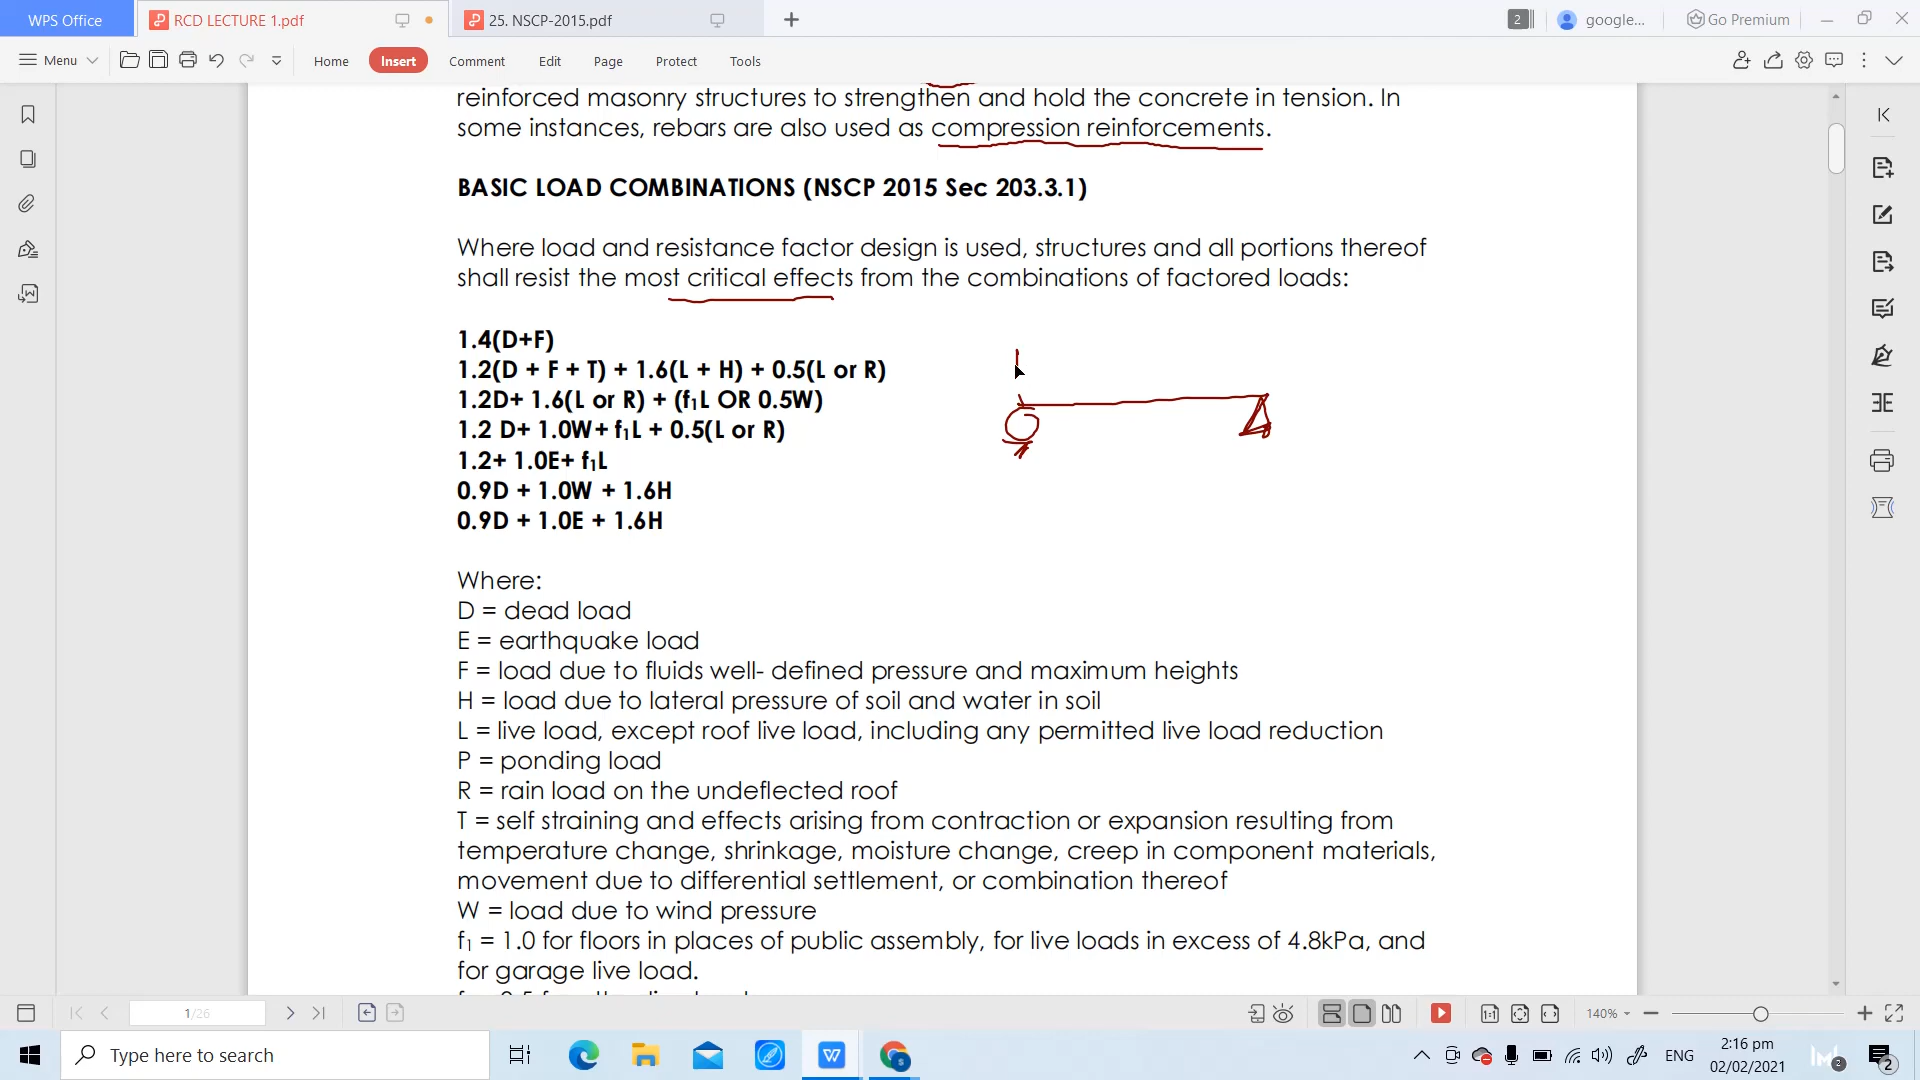 WPS Office
RCD LECTURE 1.pdf
25. NSCP-2015.pdf
2
google...
Go Premium
Menu
Home
Insert
Comment
Edit
Page
Protect
Tools
reinforced masonry structures to strengthen and hold the concrete in tension. In
some instances, rebars are also used as compression reinforcements.
BASIC LOAD COMBINATIONS (NSCP 2015 Sec 203.3.1)
Where load and resistance factor design is used, structures and all portions thereof
shall resist the most critical effects from the combinations of factored loads:
1.4(D+F)
1.2(D + F + T) + 1.6(L + H) + 0.5(L or R)
1.2D+ 1.6(L or R) + (f₁L OR 0.5W)
1.2 D+ 1.0W+ f₁L + 0.5(L or R)
1.2+ 1.0E+ f₁L
0.9D + 1.0W + 1.6H
0.9D + 1.0E + 1.6H
Where:
D = dead load
E = earthquake load
F = load due to fluids well- defined pressure and maximum heights
H = load due to lateral pressure of soil and water in soil
L = live load, except roof live load, including any permitted live load reduction
P = ponding load
R = rain load on the undeflected roof
T = self straining and effects arising from contraction or expansion resulting from
temperature change, shrinkage, moisture change, creep in component materials,
movement due to differential settlement, or combination thereof
W = load due to wind pressure
f₁ = 1.0 for floors in places of public assembly, for live loads in excess of 4.8kPa, and
for garage live load.
1/26
1:1
140%
Type here to search
ENG
2:16 pm
02/02/2021
2
2